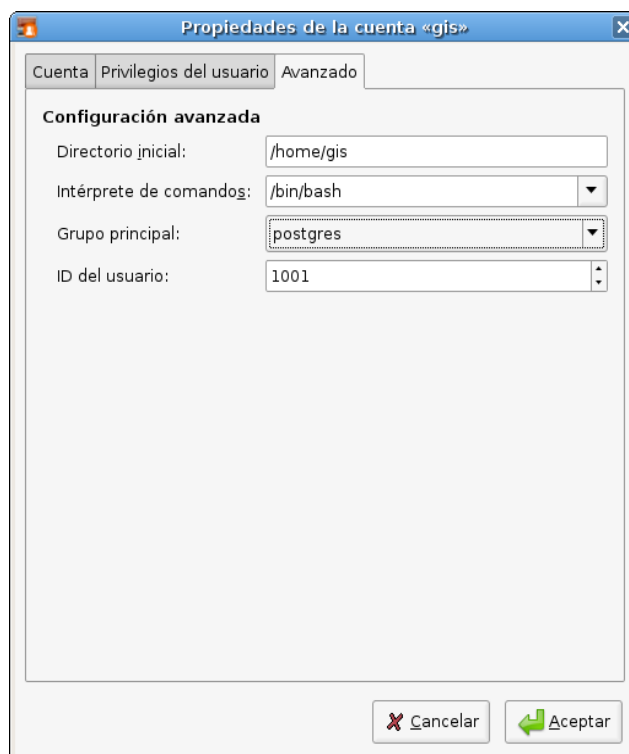 Propiedades de la cuenta «gis»
Cuenta Privilegios del usuario Avanzado
Configuración avanzada
Directorio inicial: /home/gis
Intérprete de comandos: /bin/bash
Grupo principal: postgres
ID del usuario: 1001
Cancelar Aceptar